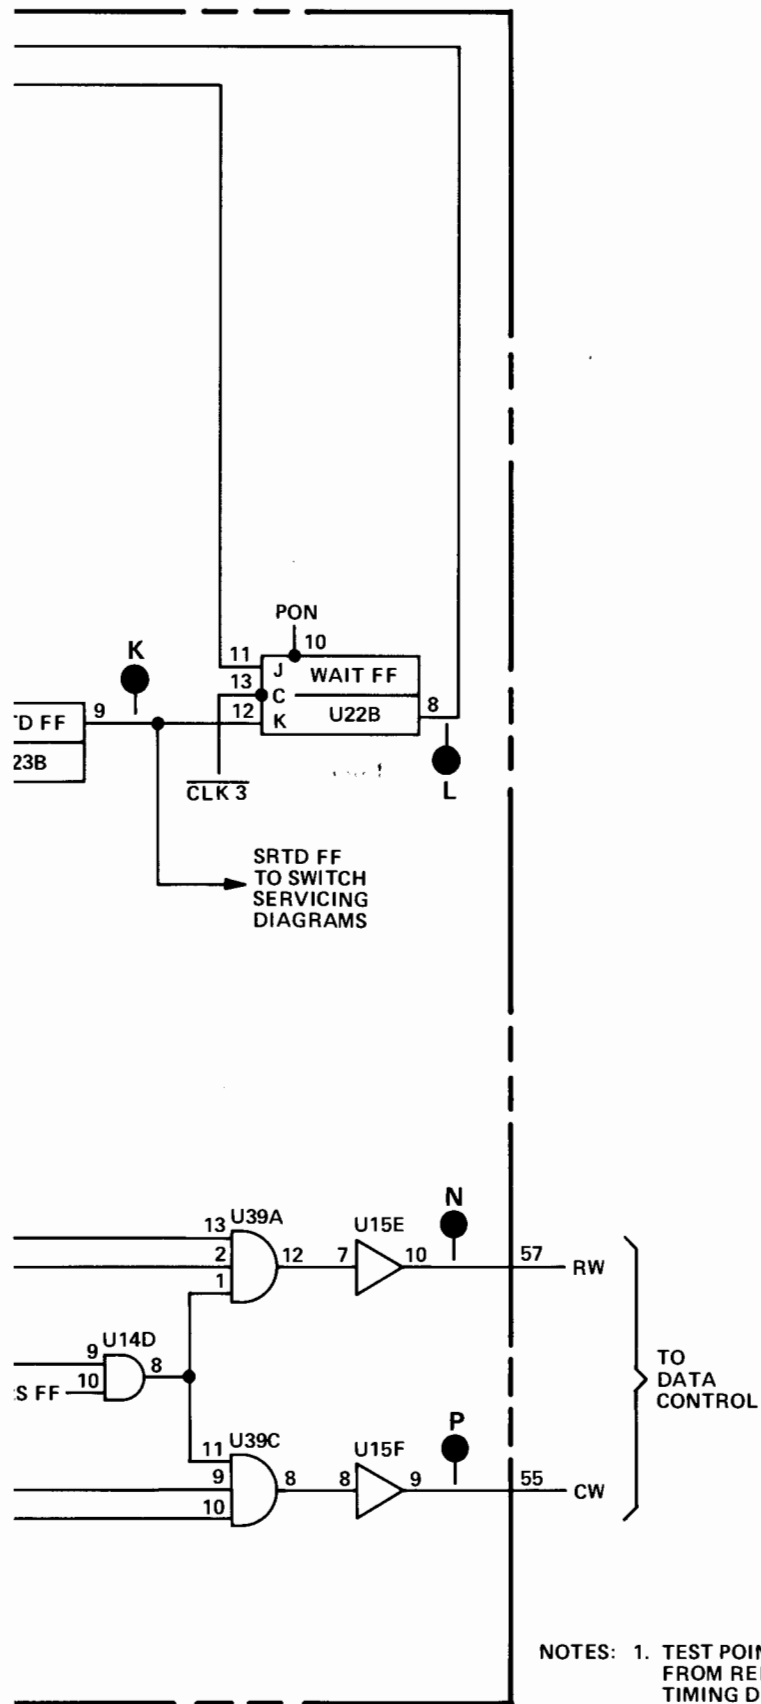 PON
10
K
11
J
WAIT FF
13
C
9
TD FF
12
K
U22B
8
23B
CLK 3
L
SRTD FF
TO SWITCH
SERVICING
DIAGRAMS
N
U39A
U15E
13
2
12
7
10
57
RW
1
U14D
9
8
10
S FF
TO
DATA
CONTROL
P
U39C
U15F
11
9
8
8
9
55
CW
10
NOTES: 1. TEST POIN
FROM REI
TIMING D